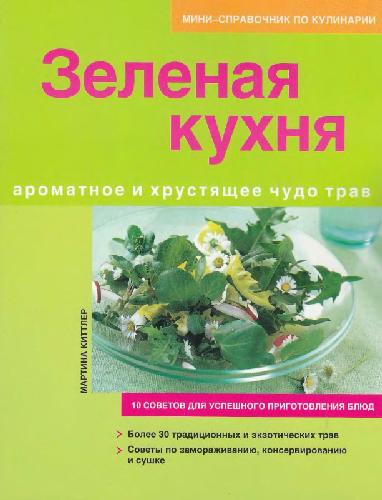 МИНИ-СПРАВОЧНИК ПО КУЛИНАРИИ
Зеленая
кухня
ароматное и хрустящее чудо трав
МАРТИНА КИТТЛЕР
10 СОВЕТОВ ДЛЯ УСПЕШНОГО ПРИГОТОВЛЕНИЯ БЛЮД
> Более 30 традиционных и экзотических трав
> Советы по замораживанию, консервированию
и сушке